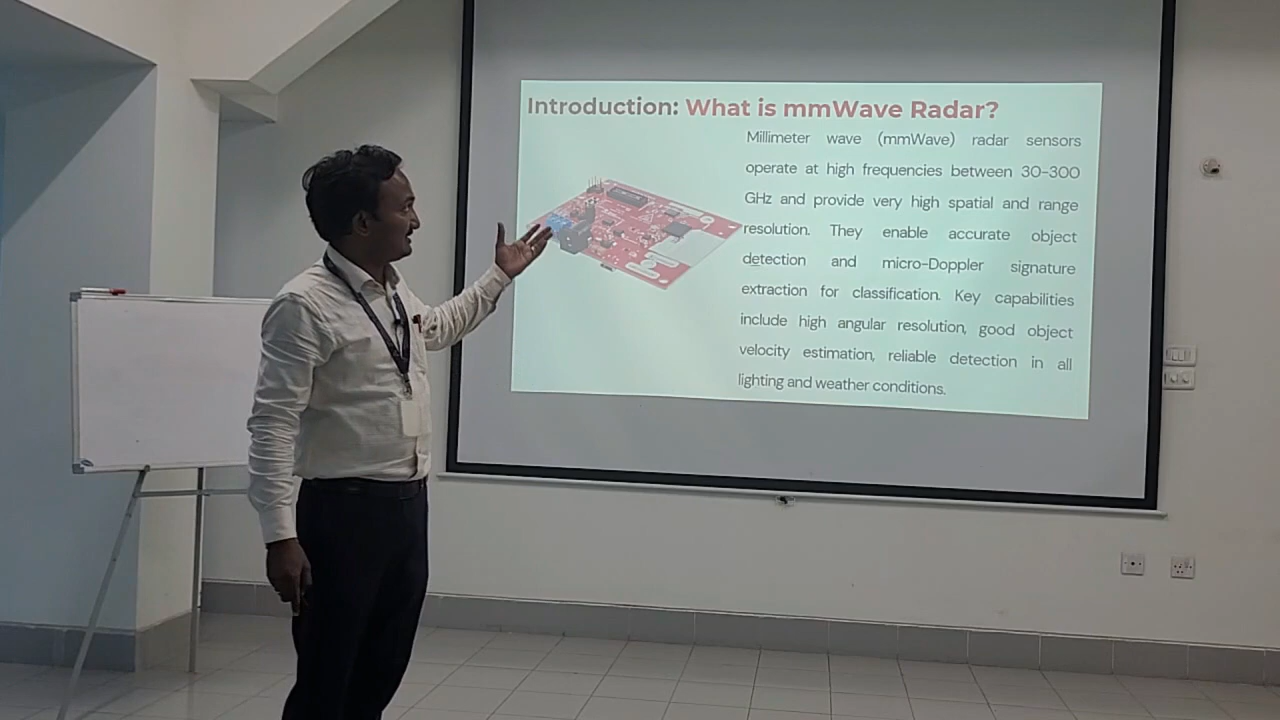 Introduction: What is mmWave Radar?
Millimeter wave (mmWave) radar sensors
operate at high frequencies between 30-300
GHz and provide very high spatial and range
resolution. They enable accurate object
detection and micro-Doppler signature
extraction for classification. Key capabilities
include high angular resolution, good object
velocity estimation, reliable detection in all
lighting and weather conditions.